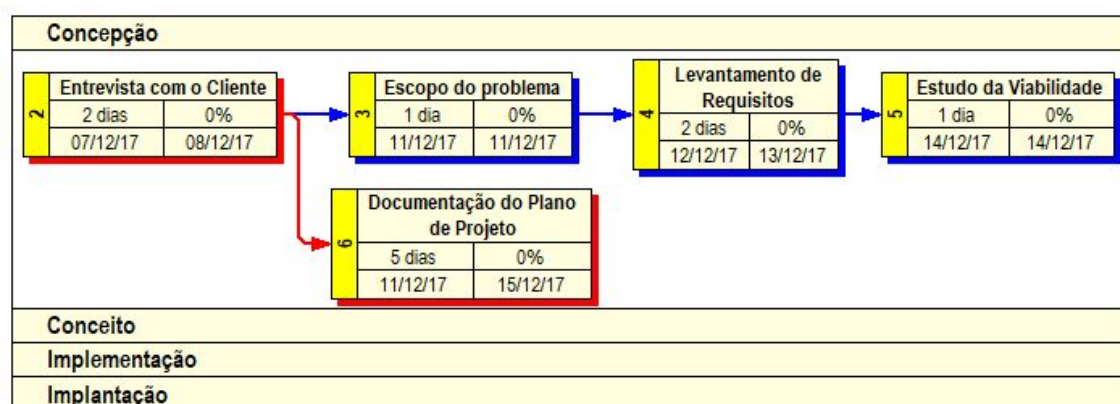 Concepção
2
Entrevista com o Cliente
2 dias 0%
07/12/17 08/12/17
3
Escopo do problema
1 dia 0%
11/12/17 11/12/17
4
Levantamento de
Requisitos
2 dias 0%
12/12/17 13/12/17
5
Estudo da Viabilidade
1 dia 0%
14/12/17 14/12/17
6
Documentação do Plano
de Projeto
5 dias 0%
11/12/17 15/12/17
Conceito
Implementação
Implantação